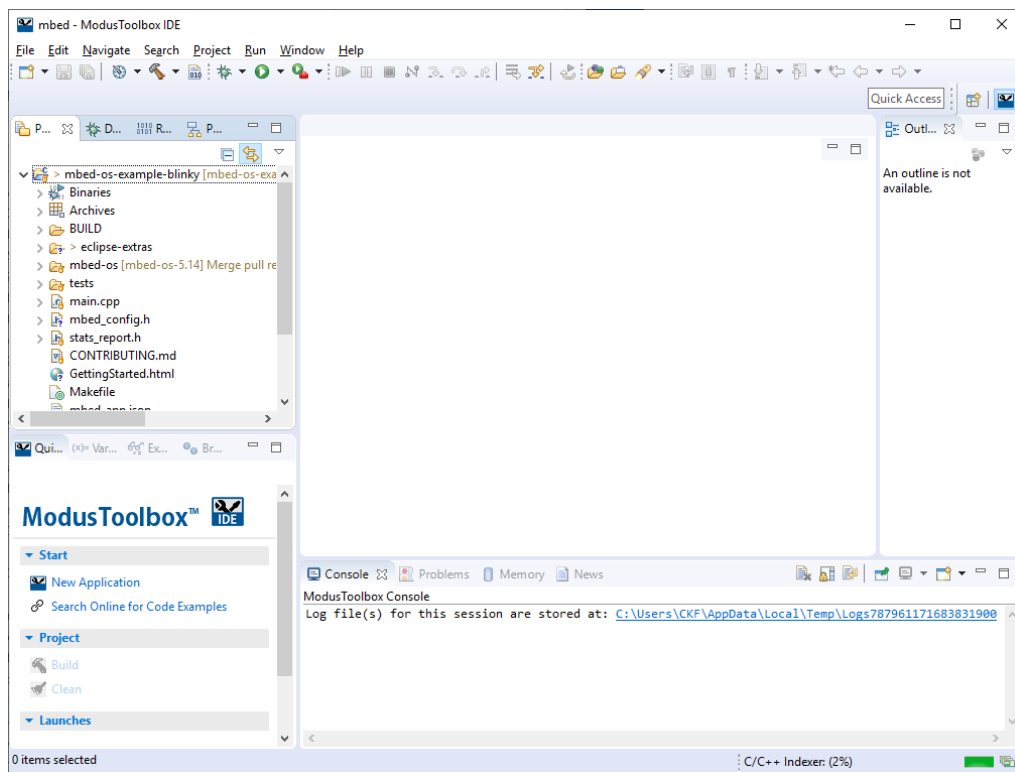 mbed - ModusToolbox IDE
File Edit Navigate Search Project Run Window Help
Quick Access
P... D... R... P...
> mbed-os-example-blinky [mbed-os-exa
Binaries
Archives
BUILD
> eclipse-extras
mbed-os [mbed-os-5.14] Merge pull re
tests
main.cpp
mbed_config.h
stats_report.h
CONTRIBUTING.md
GettingStarted.html
Makefile
mbed_app.json
Outl...
An outline is not
available.
Qui... (x)= Var... Ex... Br...
ModusToolbox™ IDE
Start
New Application
Search Online for Code Examples
Project
Build
Clean
Launches
Console Problems Memory News
ModusToolbox Console
Log file(s) for this session are stored at: C:\Users\CKF\AppData\Local\Temp\Logs787961171683831900
0 items selected
C/C++ Indexer: (2%)